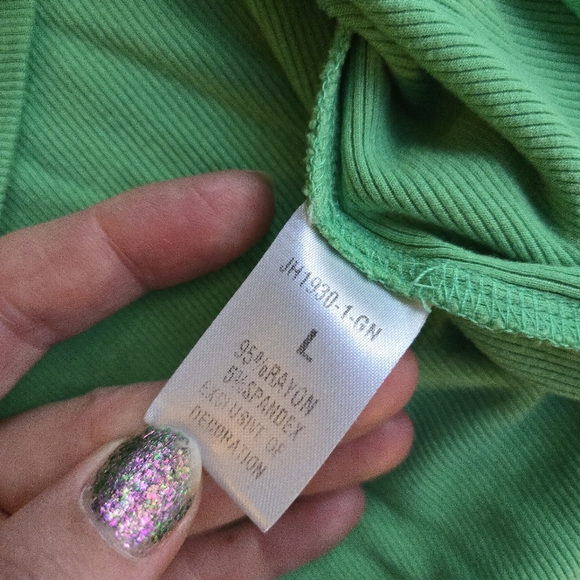 JH1930-1-GN
L
95%RAYON
5%SPANDEX
EXCLUSIVE OF
DECORATION